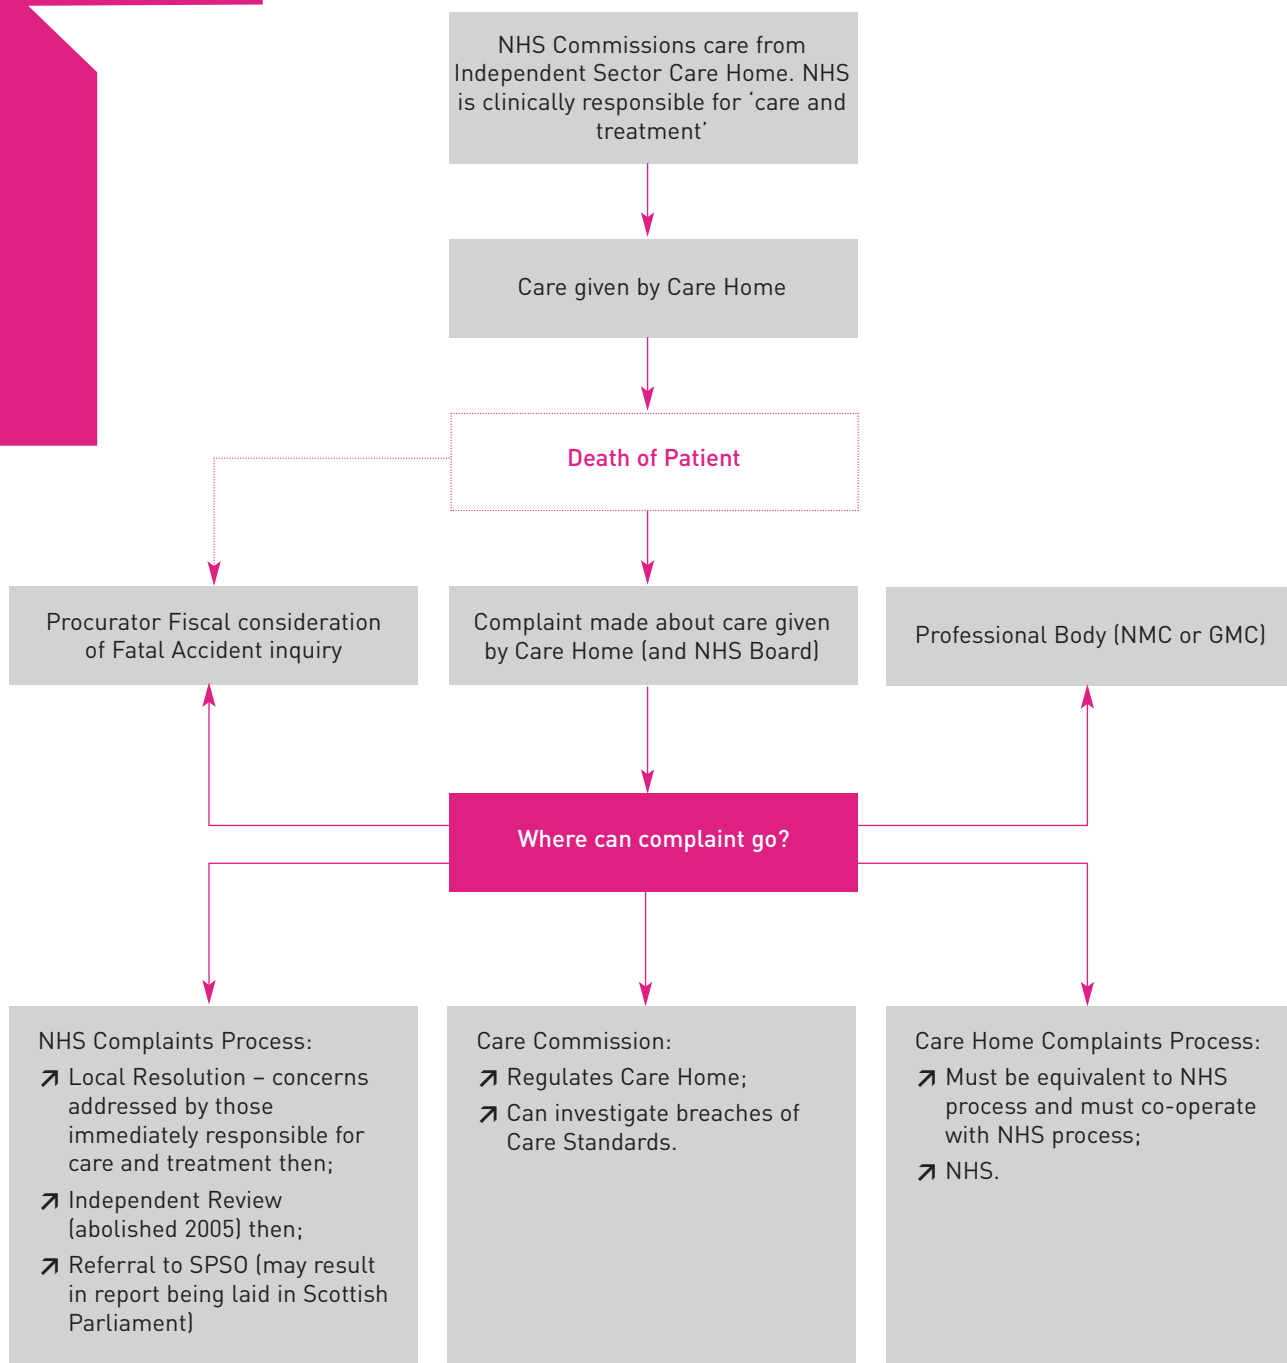 NHS Commissions care from
Independent Sector Care Home. NHS
is clinically responsible for ‘care and
treatment’
Care given by Care Home
Death of Patient
Procurator Fiscal consideration
of Fatal Accident inquiry
Complaint made about care given
by Care Home (and NHS Board)
Professional Body (NMC or GMC)
Where can complaint go?
NHS Complaints Process:
Local Resolution – concerns
addressed by those
immediately responsible for
care and treatment then;
Independent Review
(abolished 2005) then;
Referral to SPSO (may result
in report being laid in Scottish
Parliament)
Care Commission:
Regulates Care Home;
Can investigate breaches of
Care Standards.
Care Home Complaints Process:
Must be equivalent to NHS
process and must co-operate
with NHS process;
NHS.